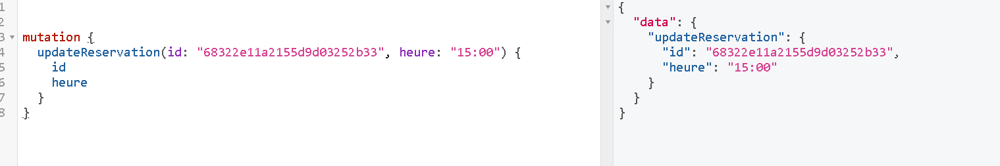 1
2
3 mutation {
4 updateReservation(id: "68322e11a2155d9d03252b33", heure: "15:00") {
5 id
6 heure
7 }
8 }
{
"data": {
"updateReservation": {
"id": "68322e11a2155d9d03252b33",
"heure": "15:00"
}
}
}